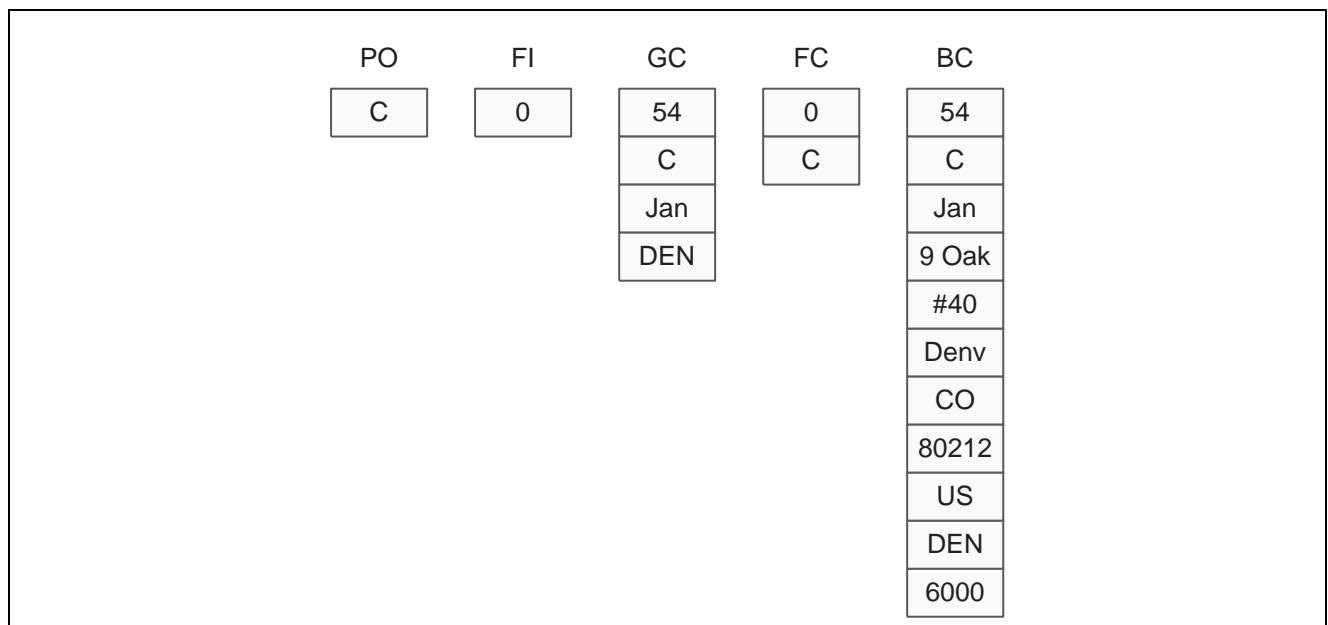 PO FI GC FC BC
C 0 54 0 54
C C C
Jan Jan
DEN 9 Oak
#40
Denv
CO
80212
US
DEN
6000